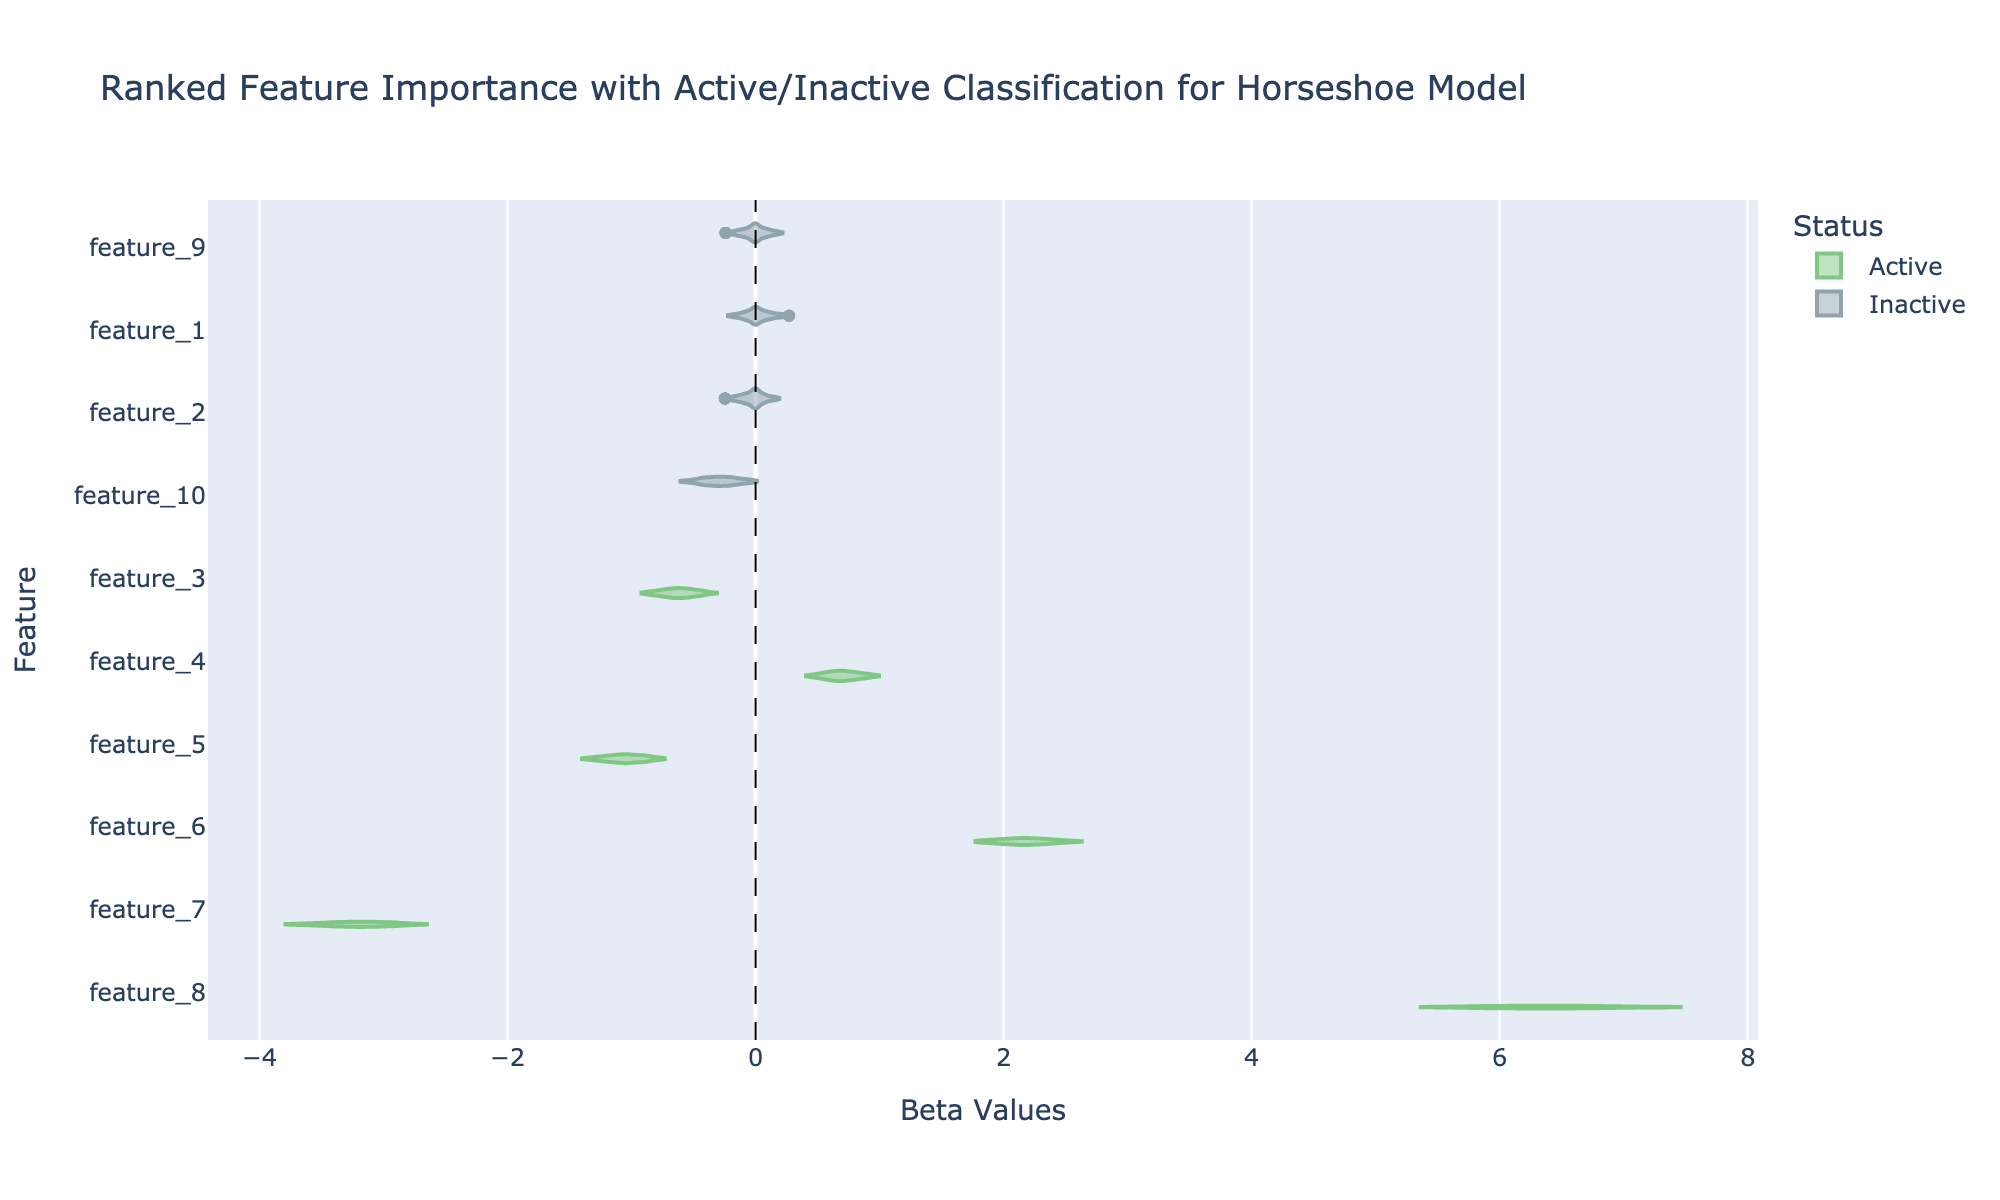 Ranked Feature Importance with Active/Inactive Classification for Horseshoe Model
Status
Active
Inactive
Feature
feature_9
feature_1
feature_2
feature_10
feature_3
feature_4
feature_5
feature_6
feature_7
feature_8
−4 −2 0 2 4 6 8
Beta Values